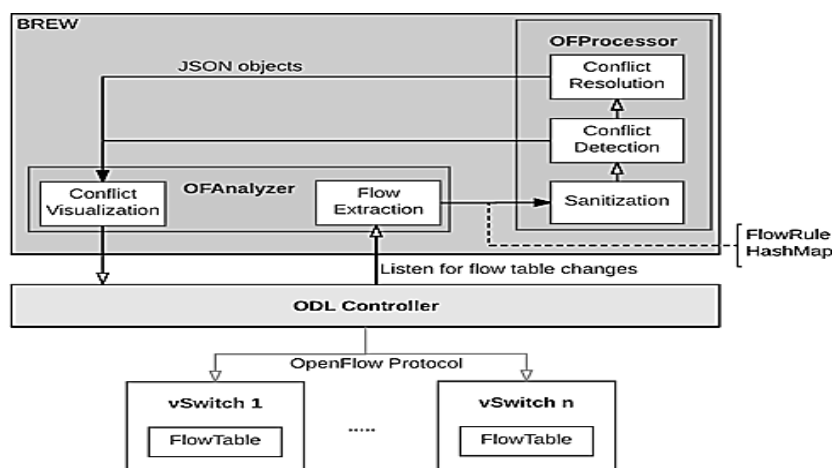 BREW
OFProcessor
JSON objects
Conflict
Resolution
Conflict
Detection
OFAnalyzer
Conflict
Visualization
Flow
Extraction
Sanitization
FlowRule
HashMap
Listen for flow table changes
ODL Controller
OpenFlow Protocol
vSwitch 1
FlowTable
.....
vSwitch n
FlowTable